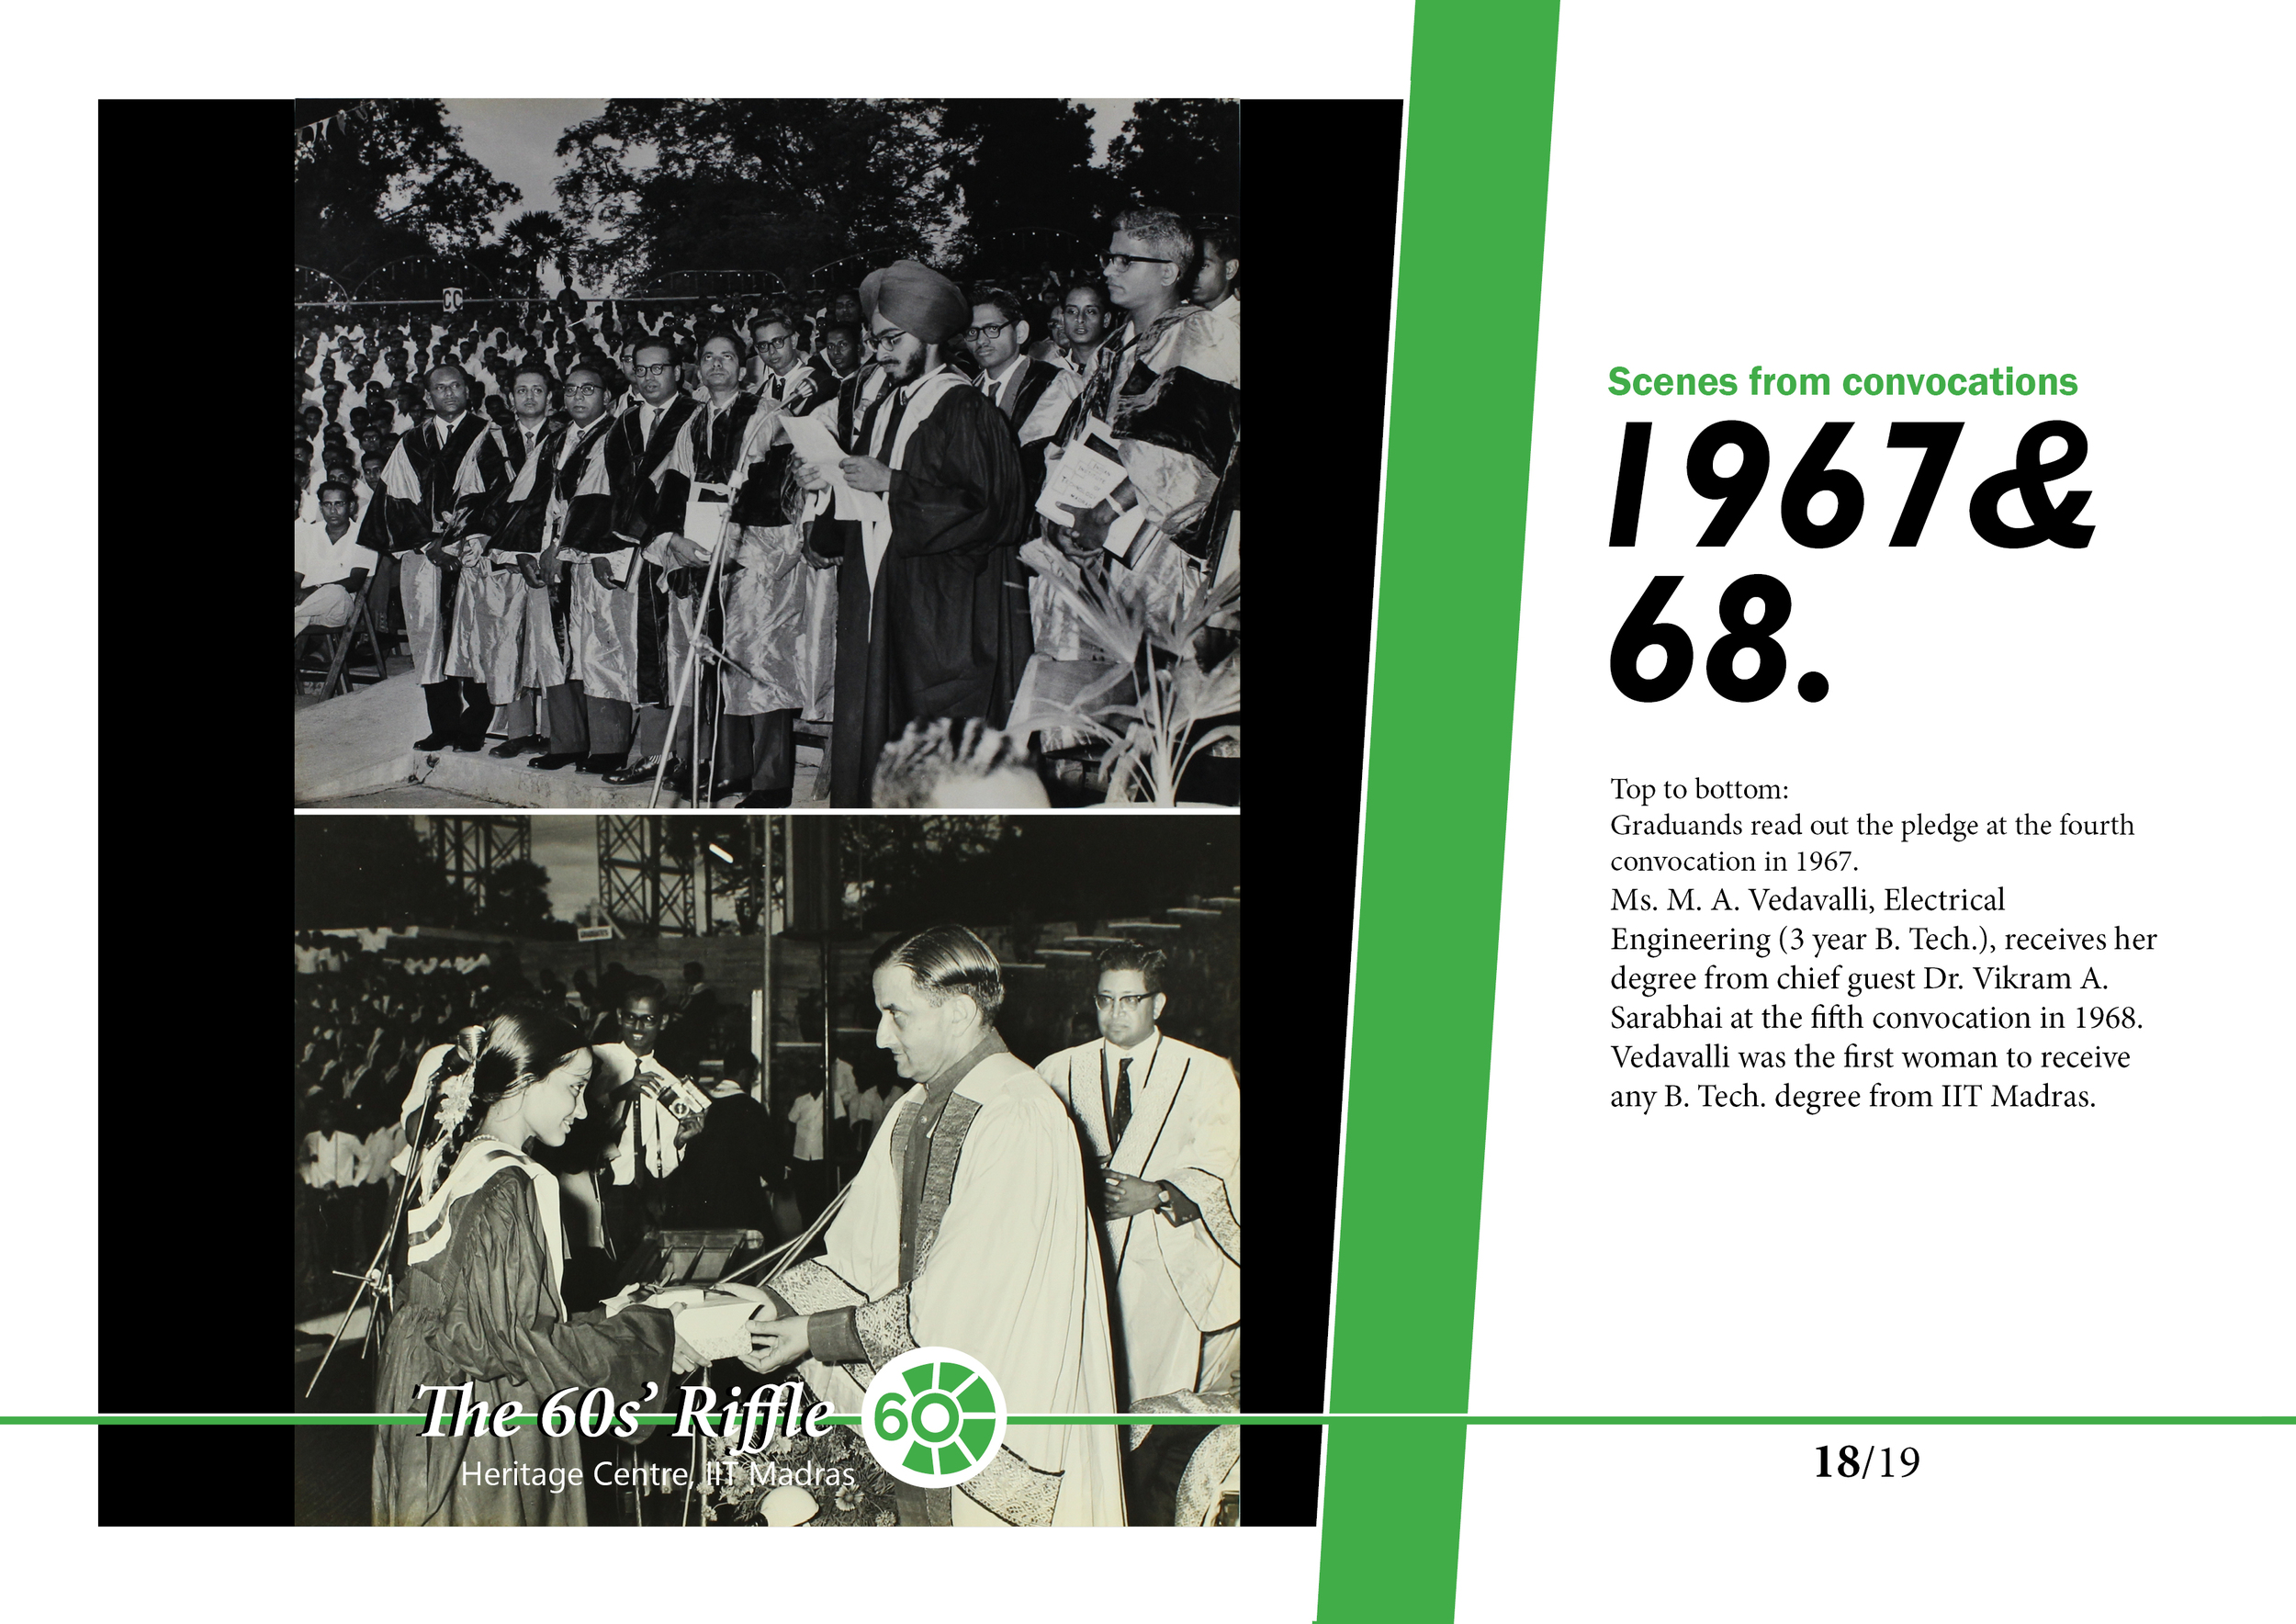 Scenes from convocations
1967&
68.
Top to bottom:
Graduands read out the pledge at the fourth
convocation in 1967.
Ms. M. A. Vedavalli, Electrical
Engineering (3 year B. Tech.), receives her
degree from chief guest Dr. Vikram A.
Sarabhai at the fifth convocation in 1968.
Vedavalli was the first woman to receive
any B. Tech. degree from IIT Madras.
CC
GRADUATES
The 60s’ Riffle
60
Heritage Centre, IIT Madras
18/19